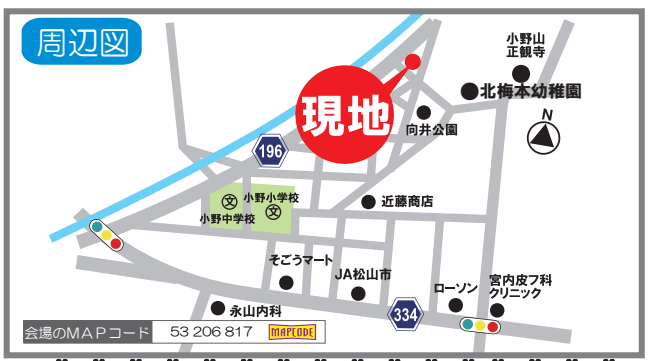 周辺図
小野山
正観寺
北梅本幼稚園
現地
向井公園
N
196
小野小学校
文
文
小野中学校
近藤商店
そごうマート
JA松山市
ローソン
宮内皮フ科
クリニック
永山内科
334
会場のMAPコード 53 206 817 MAPCODE